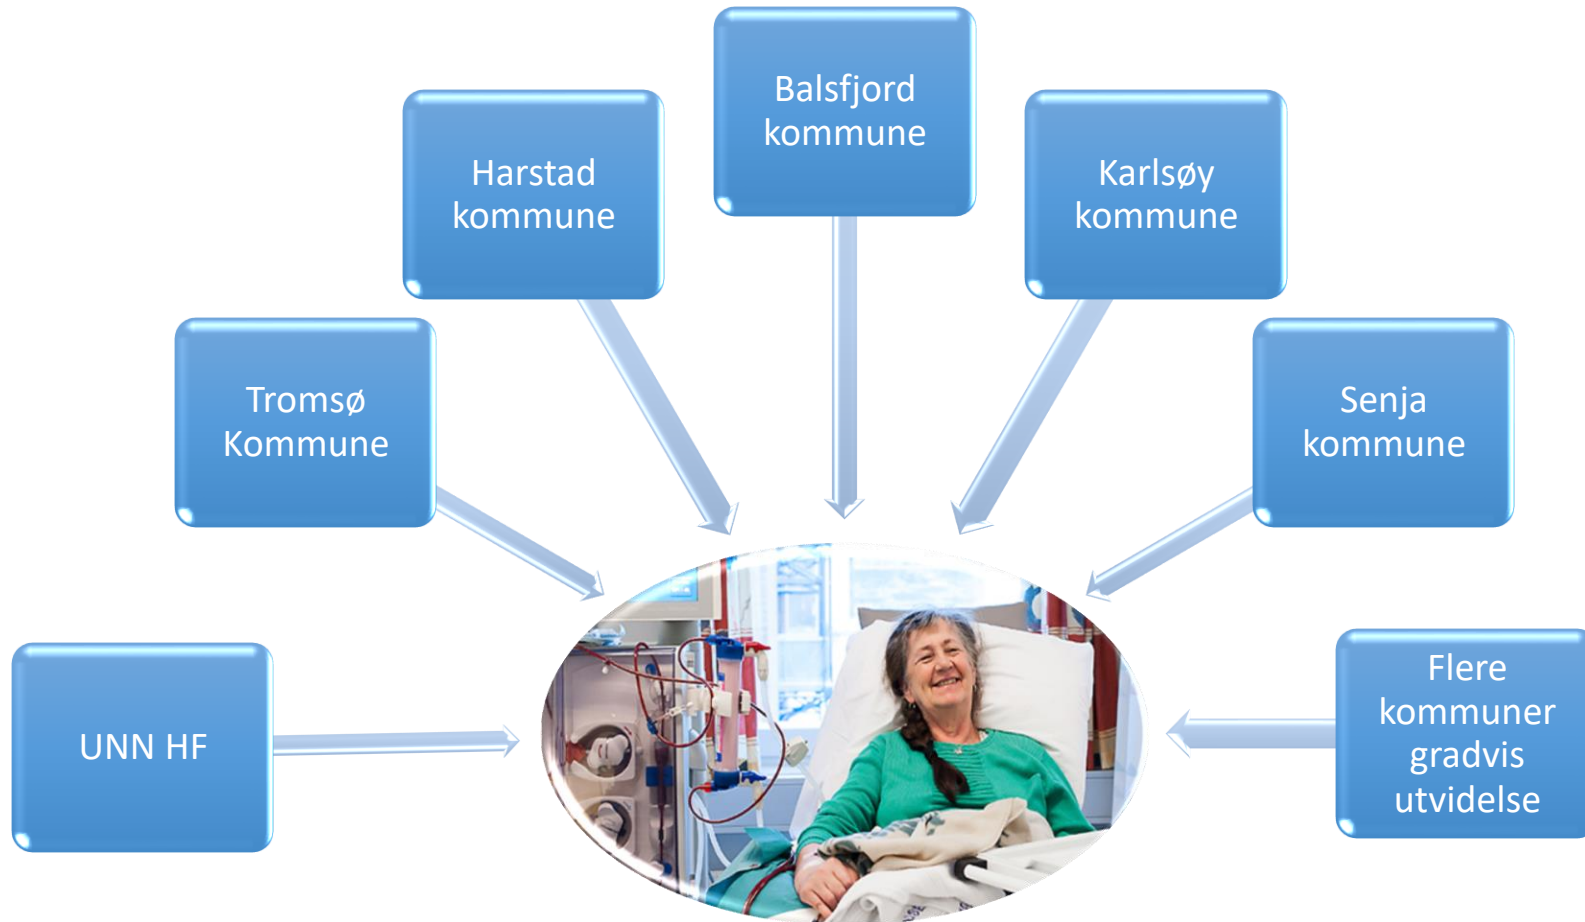 Balsfjord
kommune
Harstad
kommune
Karlsøy
kommune
Tromsø
Kommune
Senja
kommune
UNN HF
Flere
kommuner
gradvis
utvidelse